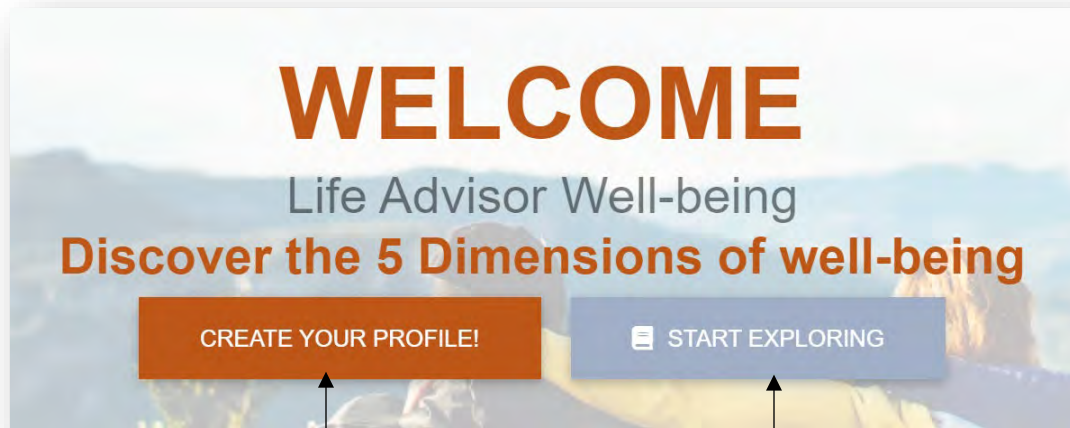 WELCOME
Life Advisor Well-being
Discover the 5 Dimensions of well-being
CREATE YOUR PROFILE!
START EXPLORING